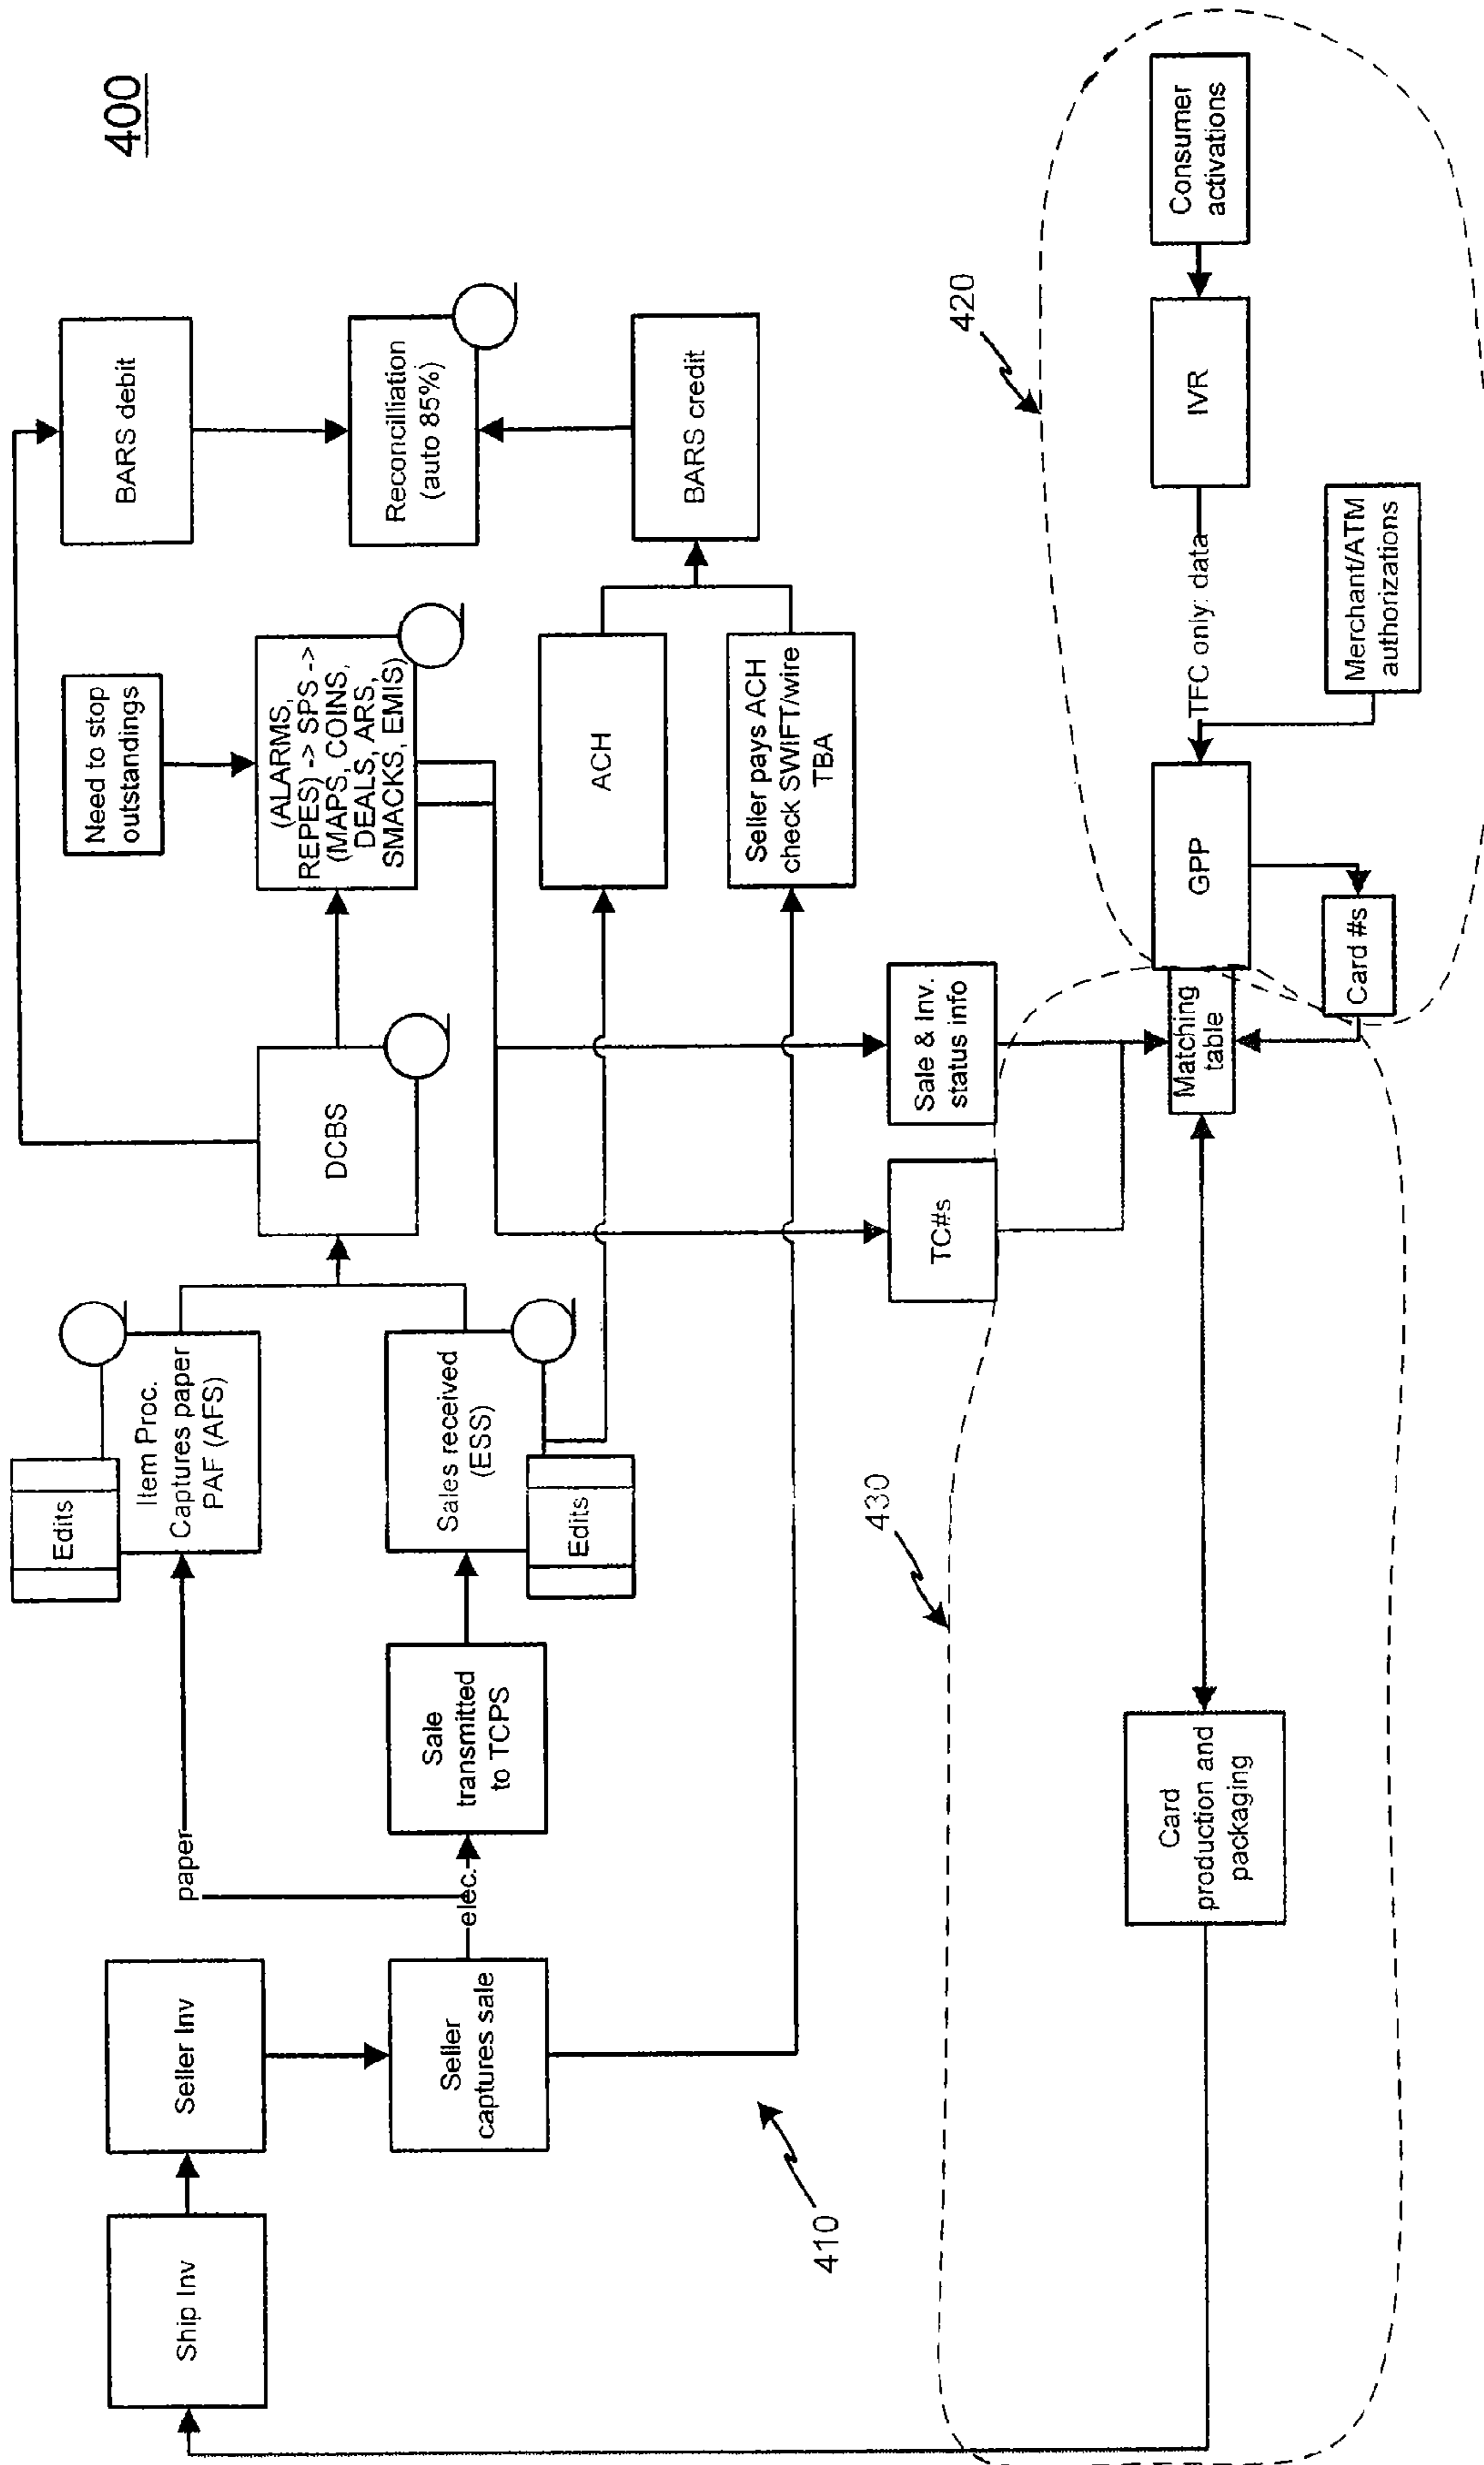 400
Ship Inv
Seller Inv
Seller
captures sale
paper
elec.
Edits
Item Proc.
Captures paper
PAF (AFS)
Sale
transmitted
to TCPS
Sales received
(ESS)
Edits
DCBS
Need to stop
outstandings
(ALARMS,
REPES) -> SPS ->
(MAPS, COINS,
DEALS, ARS,
SMACKS, EMIS)
ACH
Seller pays ACH
check SWIFT/wire
TBA
BARS debit
Reconcilliation
(auto 85%)
BARS credit
410
TC#s
Sale & Inv.
status info
430
420
Card
production and
packaging
Matching
table
GPP
Card #s
TFC only: data
IVR
Consumer
activations
Merchant/ATM
authorizations